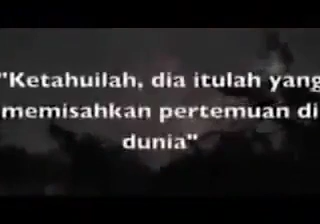 "Ketahuilah, dia itulah yang
memisahkan pertemuan di
dunia"